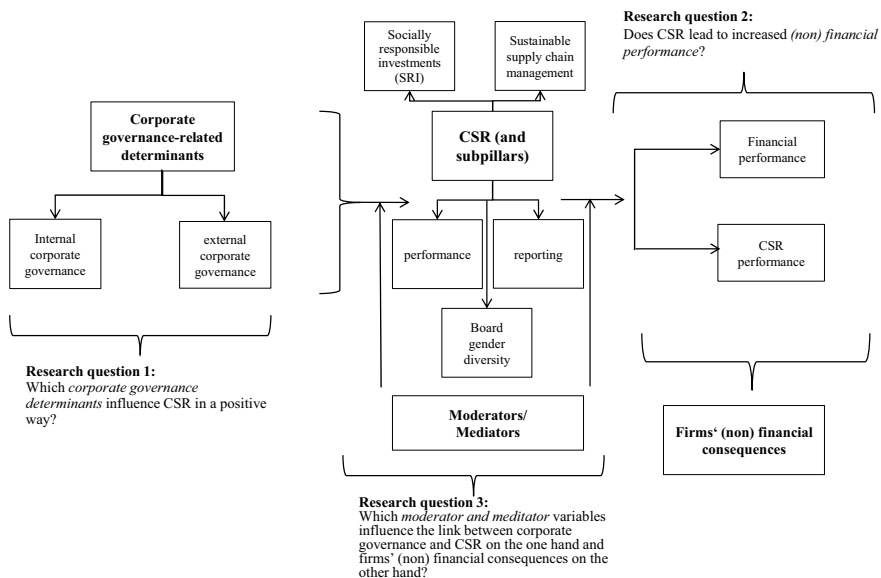 Research question 2:
Does CSR lead to increased (non) financial
performance?
Socially
responsible
investments
(SRI)
Sustainable
supply chain
management
Corporate
governance-related
determinants
CSR (and
subpillars)
Financial
performance
Internal
corporate
governance
external
corporate
governance
performance
reporting
CSR
performance
Board
gender
diversity
Research question 1:
Which corporate governance
determinants influence CSR in a positive
way?
Moderators/
Mediators
Firms‘ (non) financial
consequences
Research question 3:
Which moderator and meditator variables
influence the link between corporate
governance and CSR on the one hand and
firms’ (non) financial consequences on the
other hand?